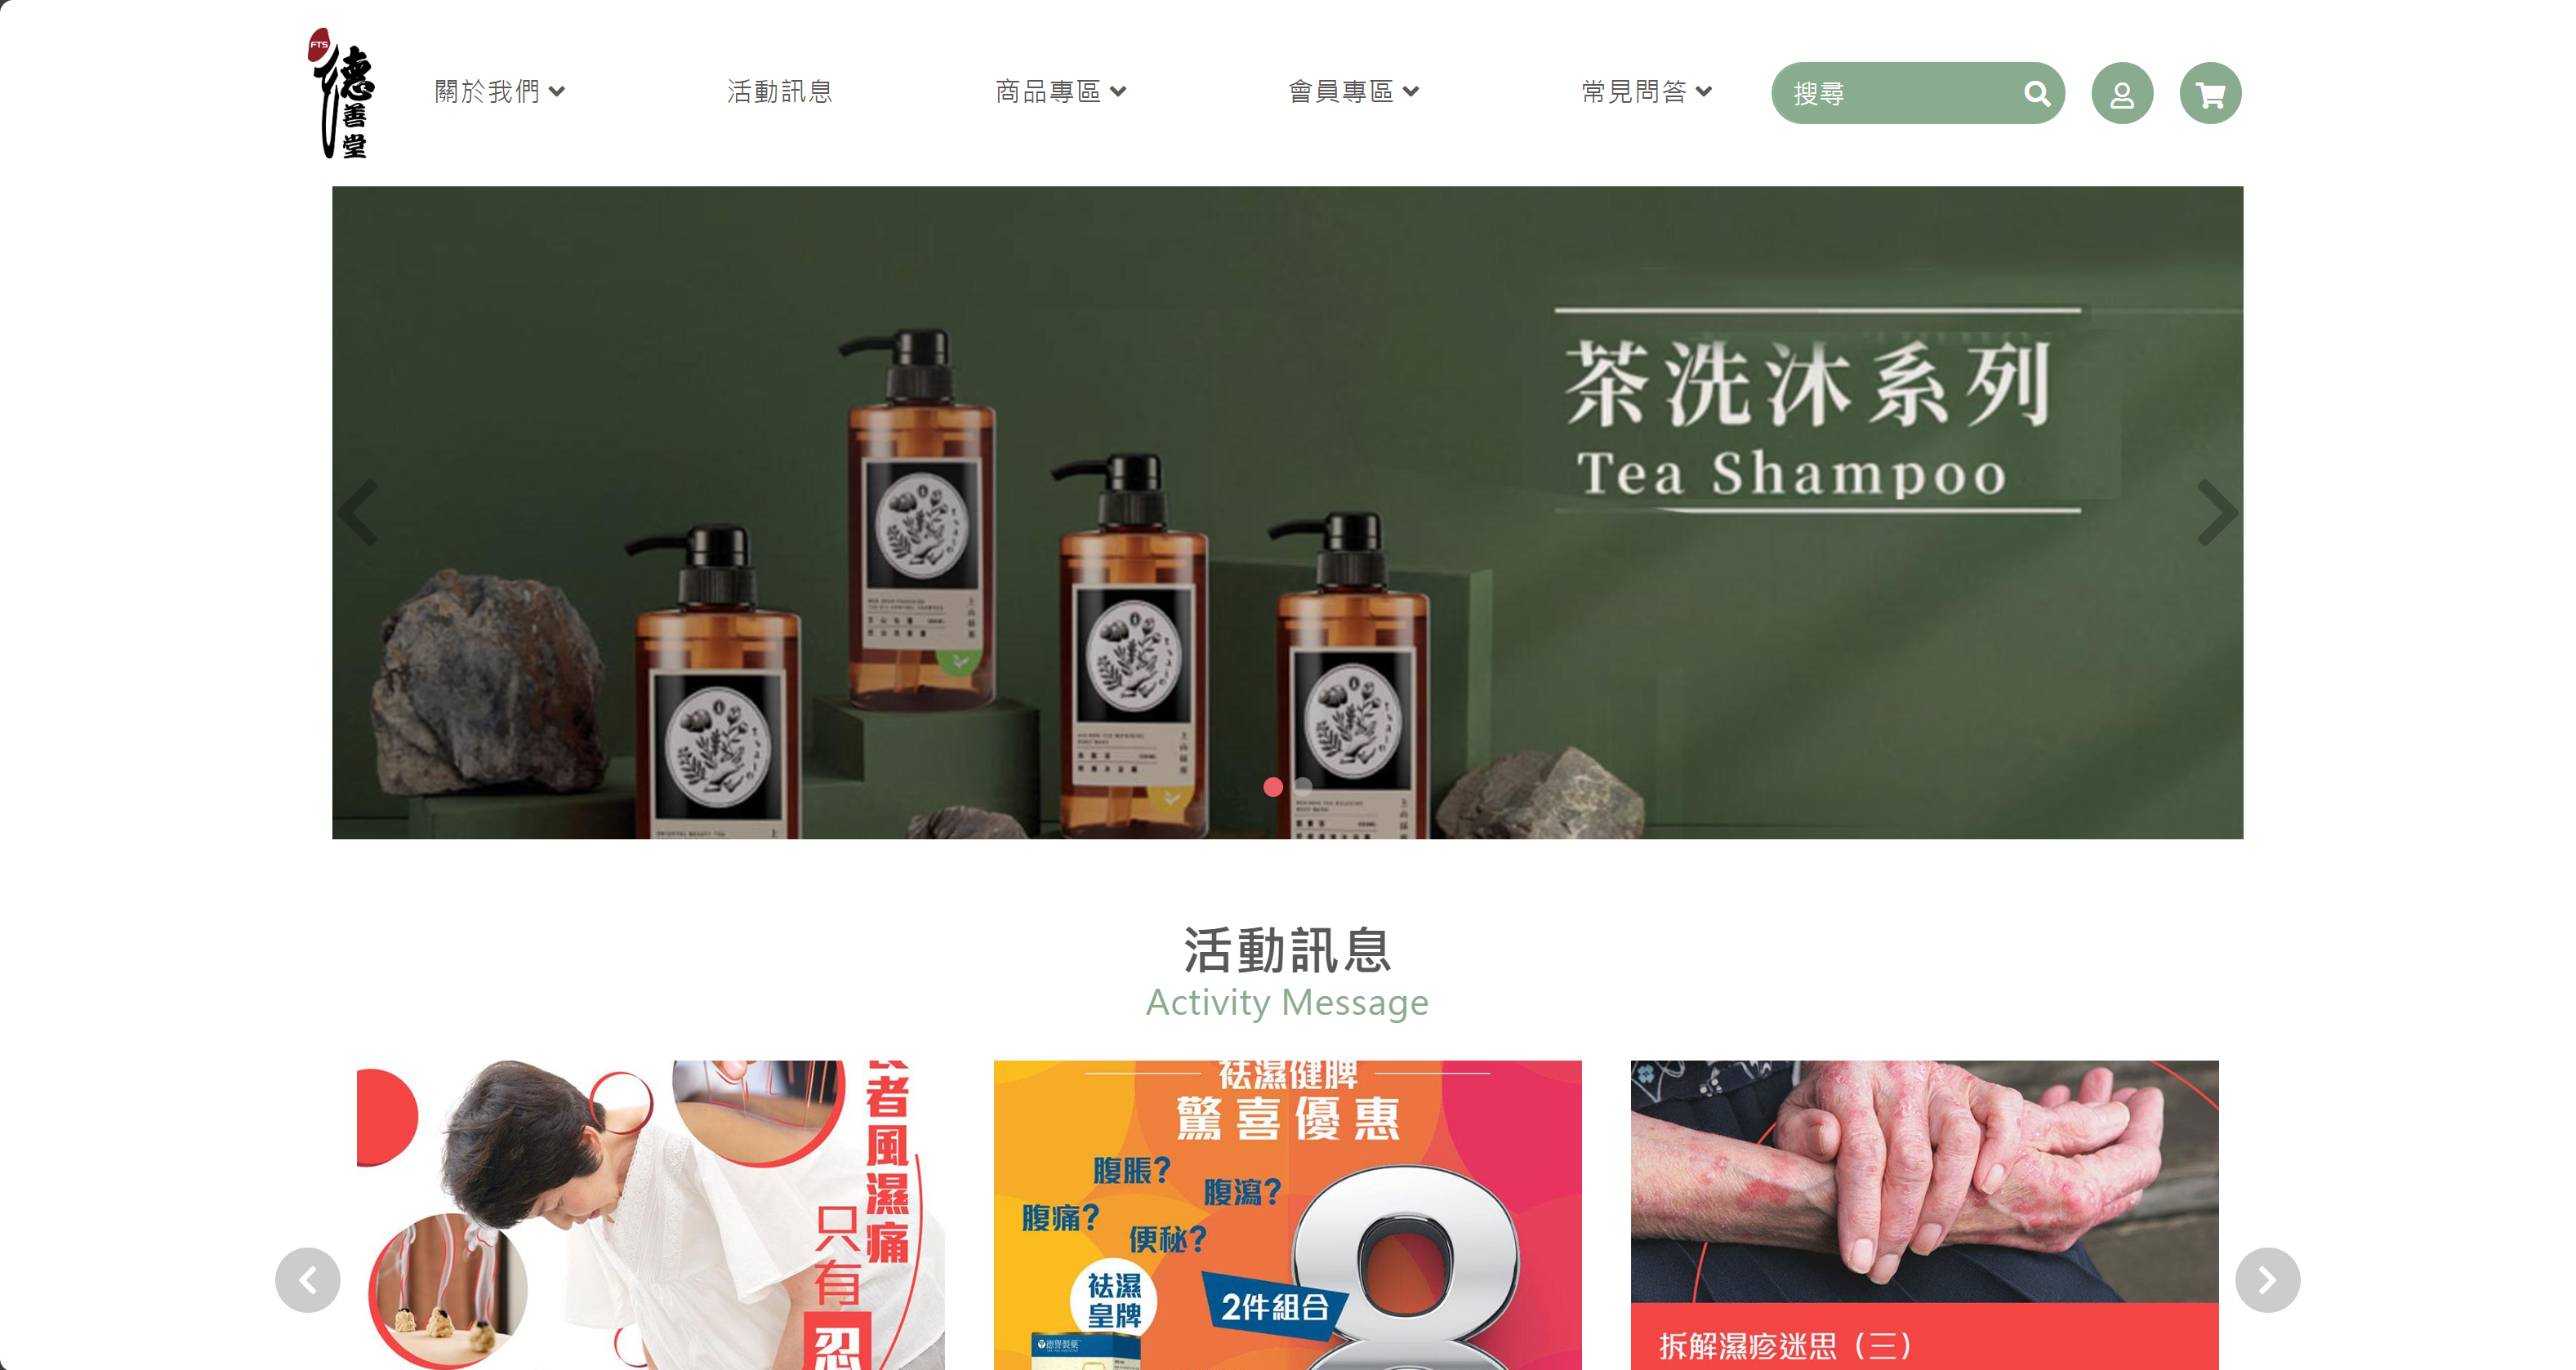 FTS
德善堂
關於我們
活動訊息
商品專區
會員專區
常見問答
搜尋
茶洗沐系列
Tea Shampoo
活動訊息
Activity Message
者風濕痛
只有
忍
祛濕健脾
驚喜優惠
腹脹?
腹瀉?
腹痛?
便秘?
祛濕
皇牌
2件組合
8
德醫製藥
拆解濕疹迷思（三）